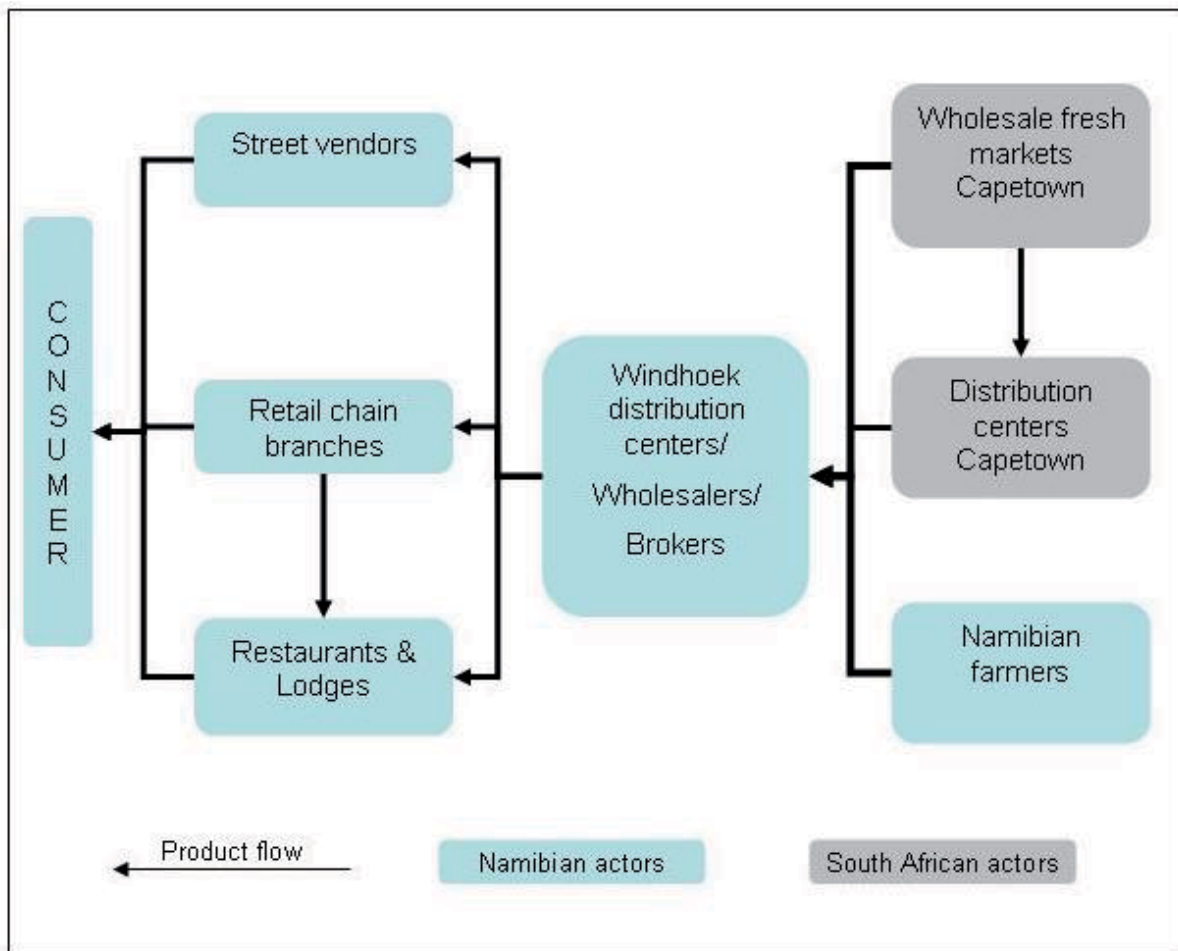 Street vendors
Wholesale fresh
markets
Capetown
C
O
N
S
U
M
E
R
Retail chain
branches
Windhoek
distribution
centers/
Wholesalers/
Brokers
Distribution
centers
Capetown
Restaurants &
Lodges
Namibian
farmers
Product flow
Namibian actors
South African actors